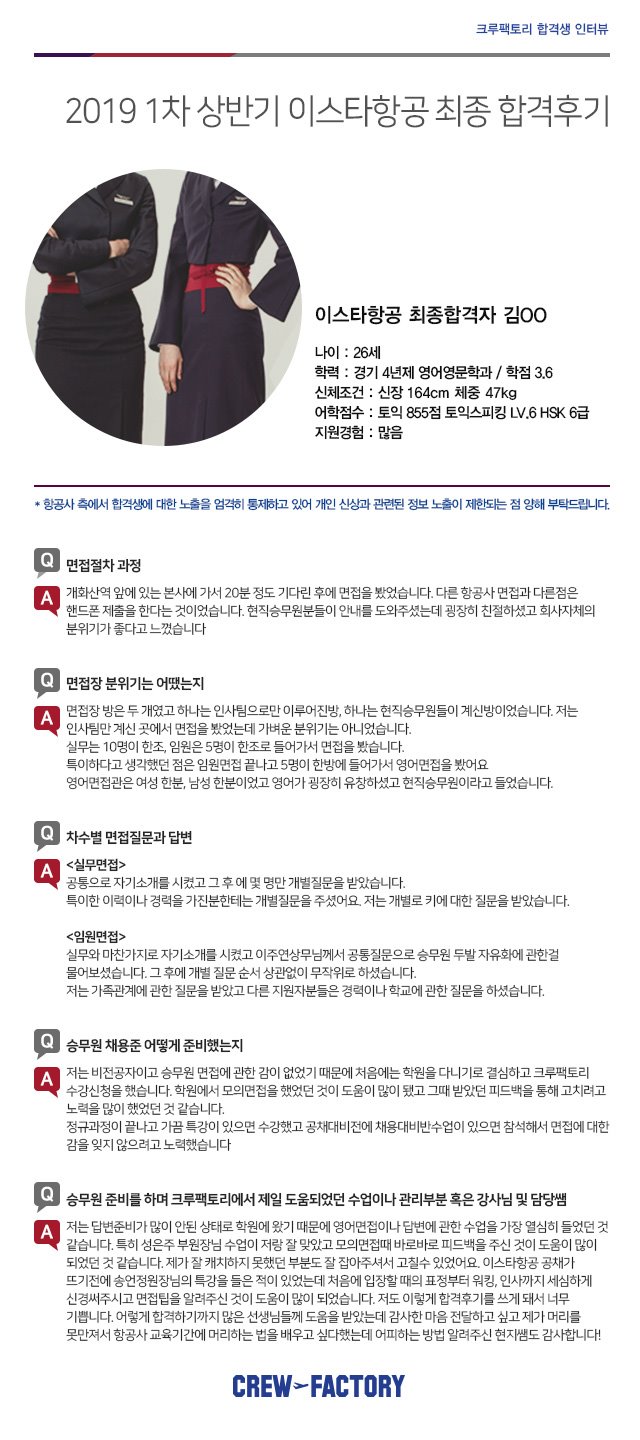 크루팩토리 합격생 인터뷰
2019 1차 상반기 이스타항공 최종 합격후기
이스타항공 최종합격자 김OO
나이 : 26세
학력 : 경기 4년제 영어영문학과 / 학점 3.6
신체조건 : 신장 164cm 체중 47kg
어학점수 : 토익 855점 토익스피킹 LV.6 HSK 6급
지원경험 : 많음
* 항공사 측에서 합격생에 대한 노출을 엄격히 통제하고 있어 개인 신상과 관련된 정보 노출이 제한되는 점 양해 부탁드립니다.
Q 면접절차 과정
A 개화산역 앞에 있는 본사에 가서 20분 정도 기다린 후에 면접을 봤었습니다. 다른 항공사 면접과 다른점은
핸드폰 제출을 한다는 것이었습니다. 현직승무원분들이 안내를 도와주셨는데 굉장히 친절하셨고 회사자체의
분위기가 좋다고 느꼈습니다
Q 면접장 분위기는 어땠는지
A 면접장 방은 두 개였고 하나는 인사팀으로만 이루어진방, 하나는 현직승무원들이 계신방이었습니다. 저는
인사팀만 계신 곳에서 면접을 봤었는데 가벼운 분위기는 아니었습니다.
실무는 10명이 한조, 임원은 5명이 한조로 들어가서 면접을 봤습니다.
특이하다고 생각했던 점은 임원면접 끝나고 5명이 한방에 들어가서 영어면접을 봤어요
영어면접관은 여성 한분, 남성 한분이었고 영어가 굉장히 유창하셨고 현직승무원이라고 들었습니다.
Q 차수별 면접질문과 답변
A <실무면접>
공통으로 자기소개를 시켰고 그 후 에 몇 명만 개별질문을 받았습니다.
특이한 이력이나 경력을 가진분한테는 개별질문을 주셨어요. 저는 개별로 키에 대한 질문을 받았습니다.
<임원면접>
실무와 마찬가지로 자기소개를 시켰고 이주연상무님께서 공통질문으로 승무원 두발 자유화에 관한걸
물어보셨습니다. 그 후에 개별 질문 순서 상관없이 무작위로 하셨습니다.
저는 가족관계에 관한 질문을 받았고 다른 지원자분들은 경력이나 학교에 관한 질문을 하셨습니다.
Q 승무원 채용준 어떻게 준비했는지
A 저는 비전공자이고 승무원 면접에 관한 감이 없었기 때문에 처음에는 학원을 다니기로 결심하고 크루팩토리
수강신청을 했습니다. 학원에서 모의면접을 했었던 것이 도움이 많이 됐고 그때 받았던 피드백을 통해 고치려고
노력을 많이 했었던 것 같습니다.
정규과정이 끝나고 가끔 특강이 있으면 수강했고 공채대비전에 채용대비반수업이 있으면 참석해서 면접에 대한
감을 잊지 않으려고 노력했습니다
Q 승무원 준비를 하며 크루팩토리에서 제일 도움되었던 수업이나 관리부분 혹은 강사님 및 담당쌤
A 저는 답변준비가 많이 안된 상태로 학원에 왔기 때문에 영어면접이나 답변에 관한 수업을 가장 열심히 들었던 것
같습니다. 특히 성은주 부원장님 수업이 저랑 잘 맞았고 모의면접때 바로바로 피드백을 주신 것이 도움이 많이
되었던 것 같습니다. 제가 잘 캐치하지 못했던 부분도 잘 잡아주셔서 고칠수 있었어요. 이스타항공 공채가
뜨기전에 송언정원장님의 특강을 들은 적이 있었는데 처음에 입장할 때의 표정부터 워킹, 인사까지 세심하게
신경써주시고 면접팁을 알려주신 것이 도움이 많이 되었습니다. 저도 이렇게 합격후기를 쓰게 돼서 너무
기쁩니다. 어렇게 합격하기까지 많은 선생님들께 도움을 받았는데 감사한 마음 전달하고 싶고 제가 머리를
못만져서 항공사 교육기간에 머리하는 법을 배우고 싶다했는데 어피하는 방법 알려주신 현지쌤도 감사합니다!
CREW FACTORY